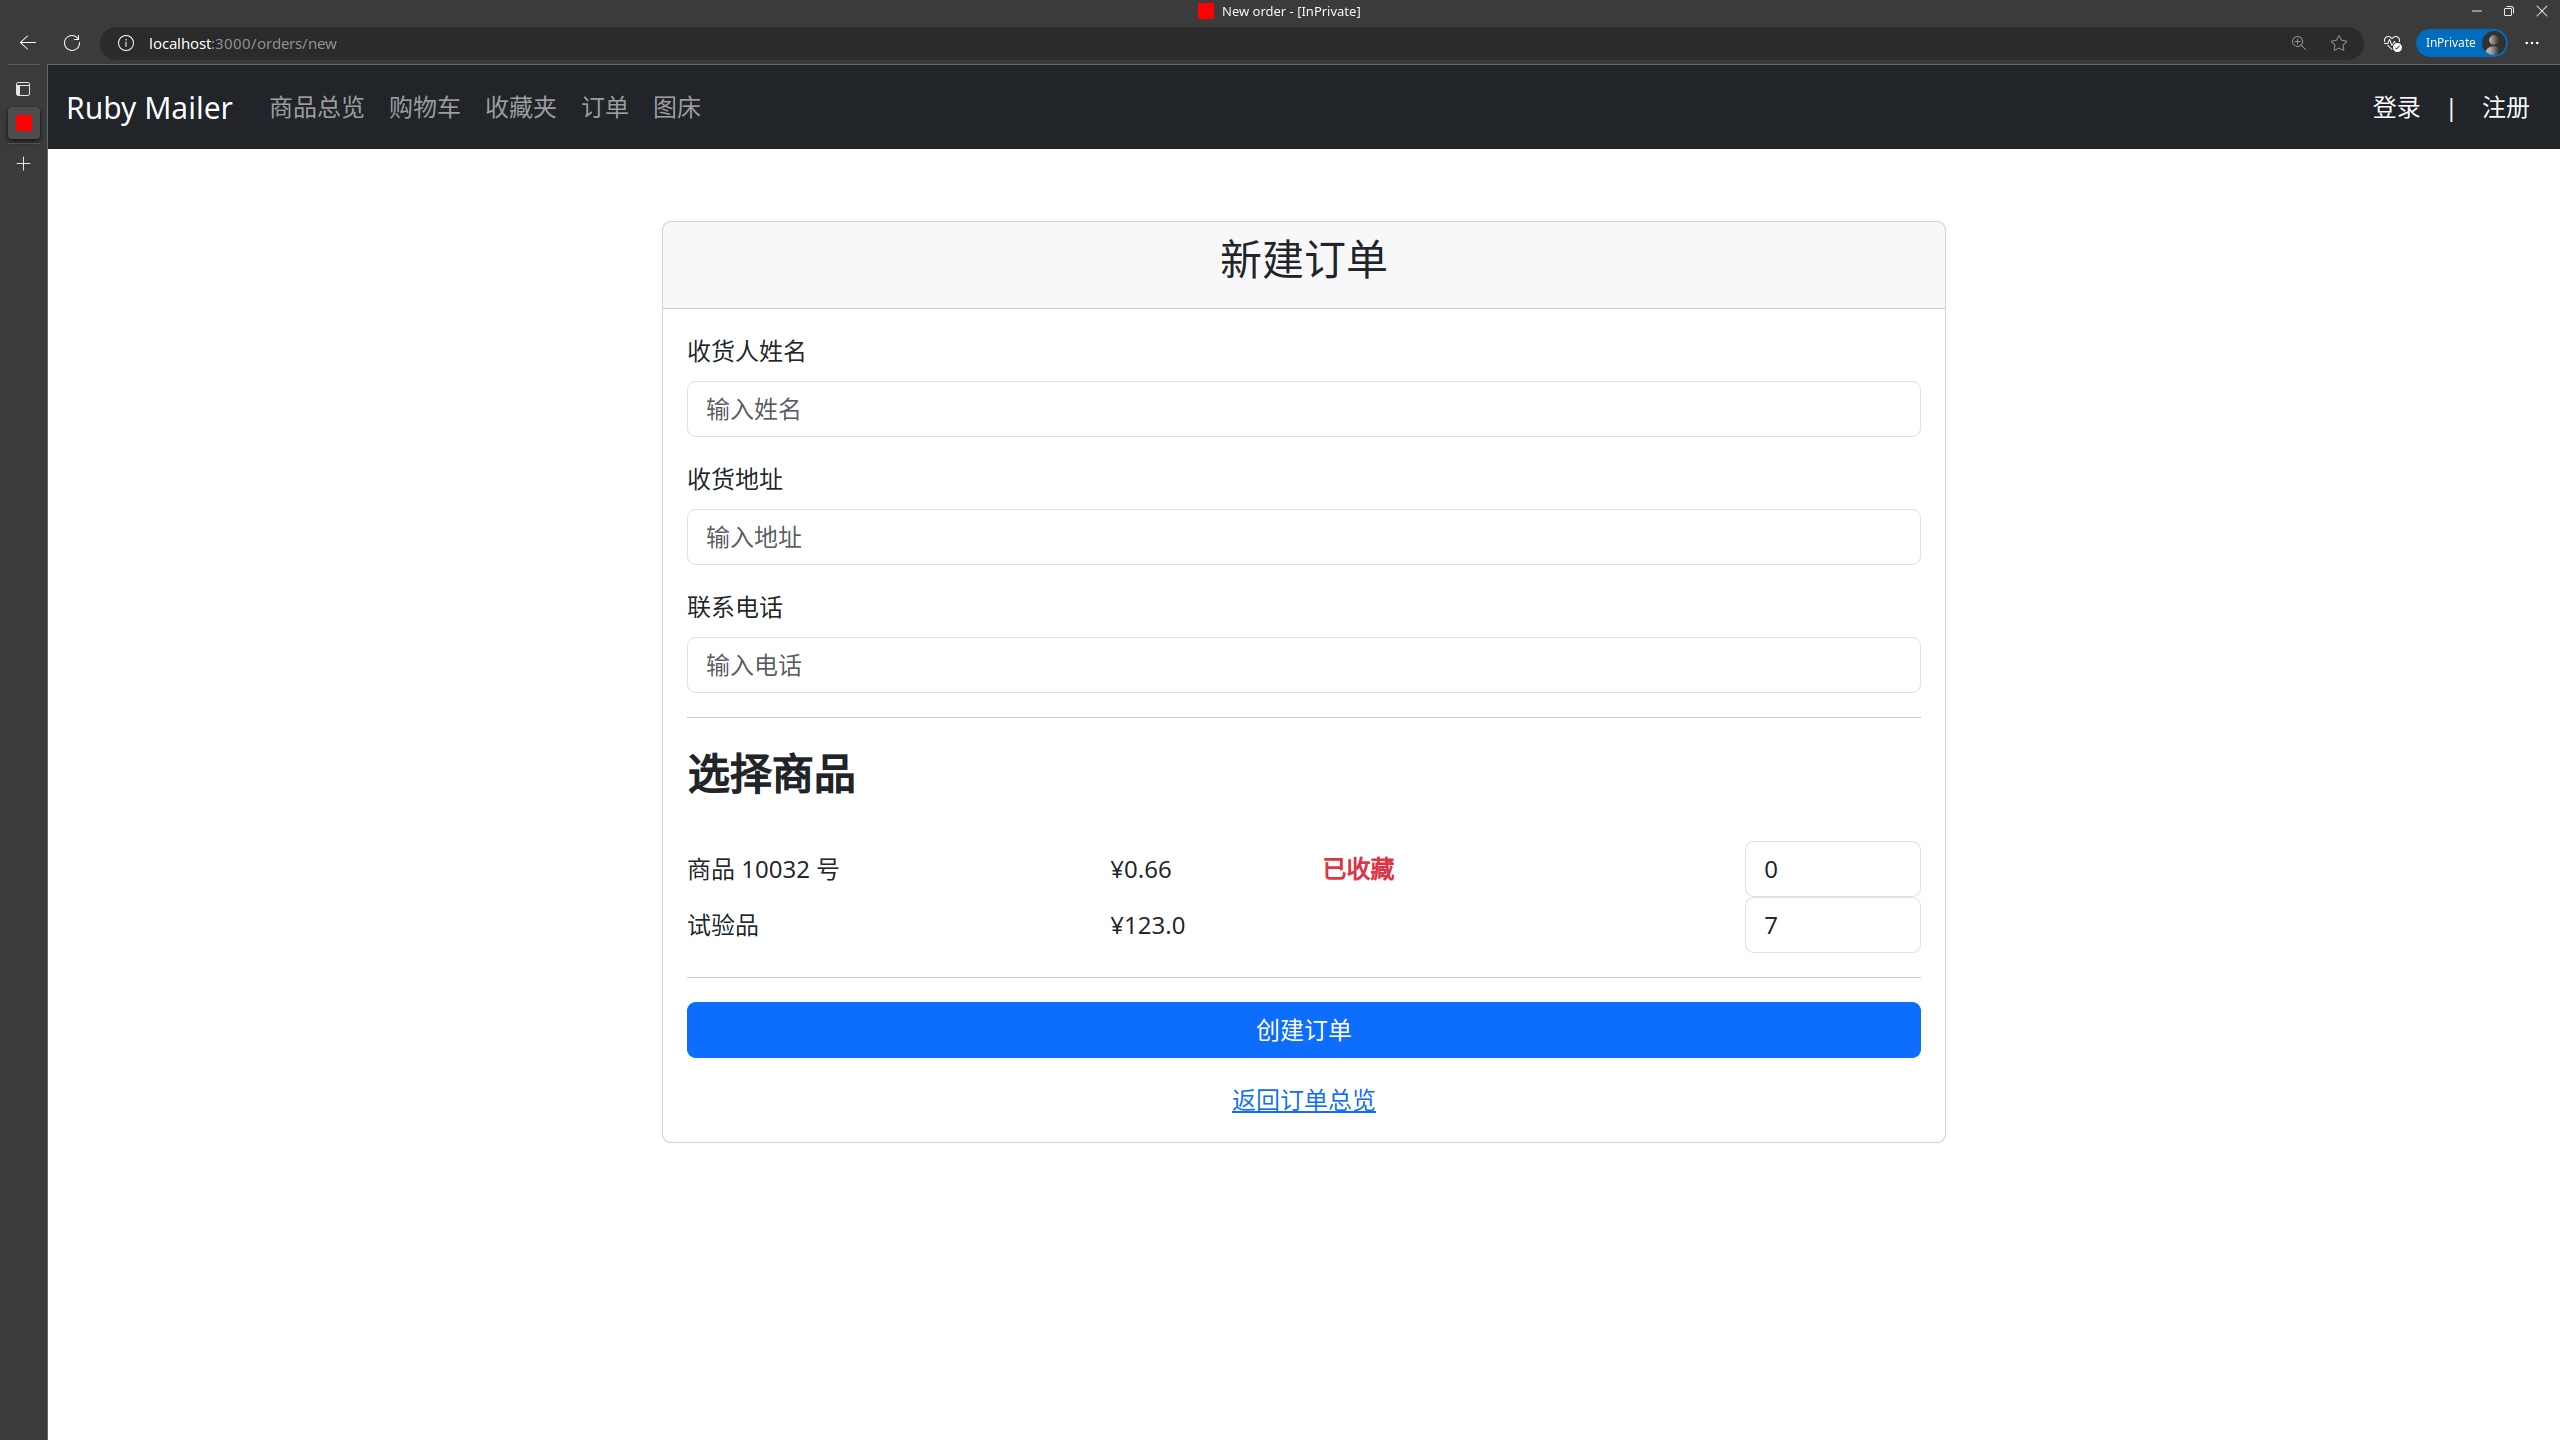 New order - [InPrivate]
localhost:3000/orders/new
InPrivate
Ruby Mailer 商品总览 购物车 收藏夹 订单 图床 登录 | 注册
新建订单
收货人姓名
输入姓名
收货地址
输入地址
联系电话
输入电话
选择商品
商品 10032 号 ¥0.66 已收藏 0
试验品 ¥123.0 7
创建订单
返回订单总览